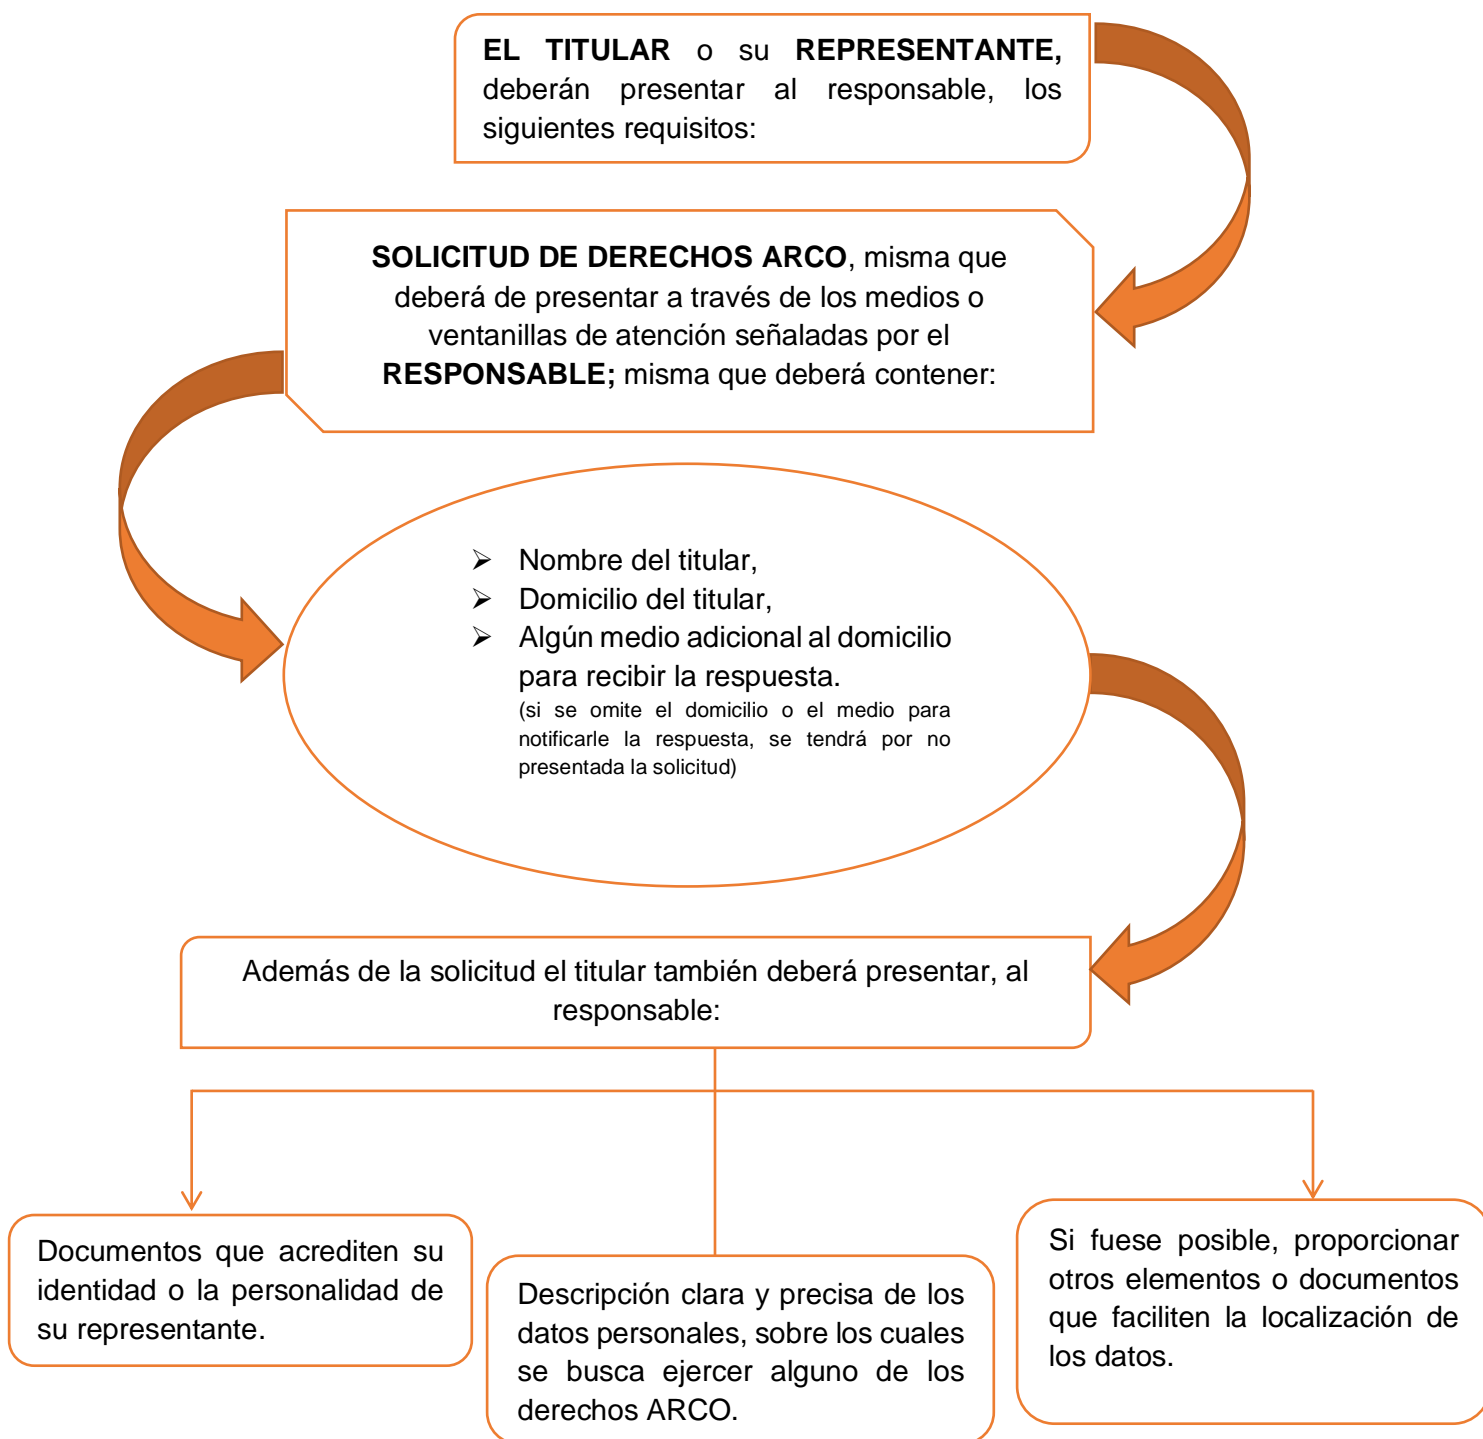 EL TITULAR o su REPRESENTANTE,
deberán presentar al responsable, los
siguientes requisitos:
SOLICITUD DE DERECHOS ARCO, misma que
deberá de presentar a través de los medios o
ventanillas de atención señaladas por el
RESPONSABLE; misma que deberá contener:
➢ Nombre del titular,
➢ Domicilio del titular,
➢ Algún medio adicional al domicilio
para recibir la respuesta.
(si se omite el domicilio o el medio para
notificarle la respuesta, se tendrá por no
presentada la solicitud)
Además de la solicitud el titular también deberá presentar, al
responsable:
Documentos que acrediten su
identidad o la personalidad de
su representante.
Descripción clara y precisa de los
datos personales, sobre los cuales
se busca ejercer alguno de los
derechos ARCO.
Si fuese posible, proporcionar
otros elementos o documentos
que faciliten la localización de
los datos.